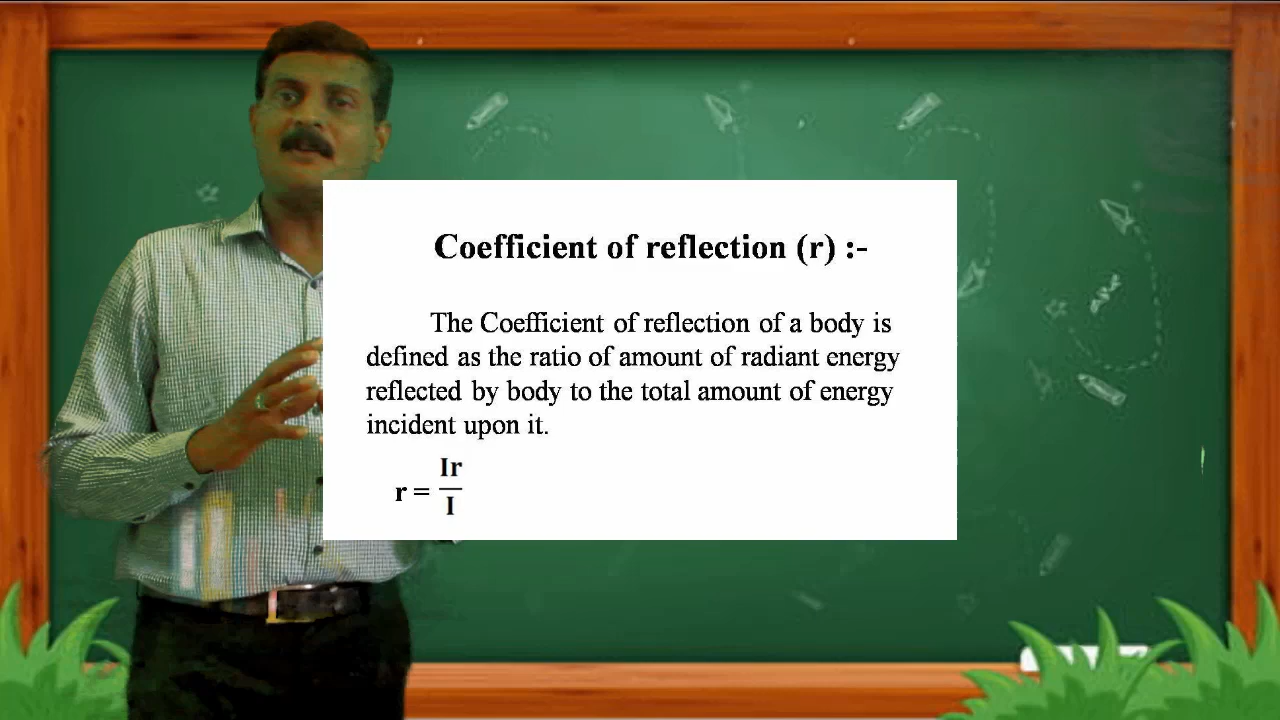 Coefficient of reflection (r) :-
The Coefficient of reflection of a body is
defined as the ratio of amount of radiant energy
reflected by body to the total amount of energy
incident upon it.
r = Ir
I